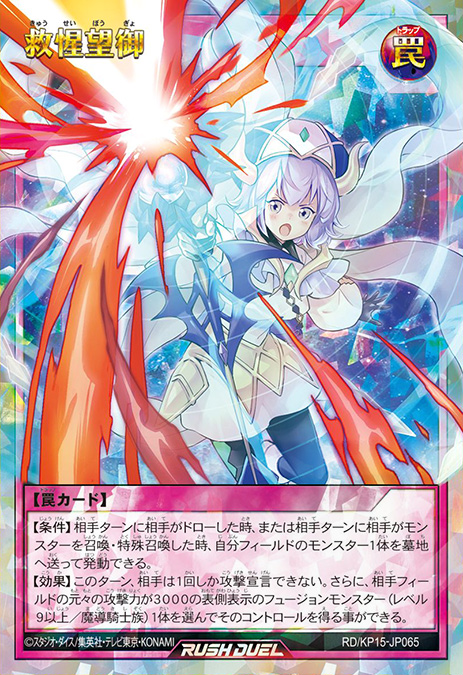 きゅう せい ぼう ぎょ
救惺望御
トラップ
罠
【罠カード】
【条件】相手ターンに相手がドローした時、または相手ターンに相手がモン
スターを召喚・特殊召喚した時、自分フィールドのモンスター1体を墓地
へ送って発動できる。
【効果】このターン、相手は1回しか攻撃宣言できない。さらに、相手フィー
ルドの元々の攻撃力が3000の表側表示のフュージョンモンスター(レベル
9以上/魔導騎士族)1体を選んでそのコントロールを得る事ができる。
©スタジオ・ダイス/集英社・テレビ東京・KONAMI
RUSH DUEL
RD/KP15-JP065